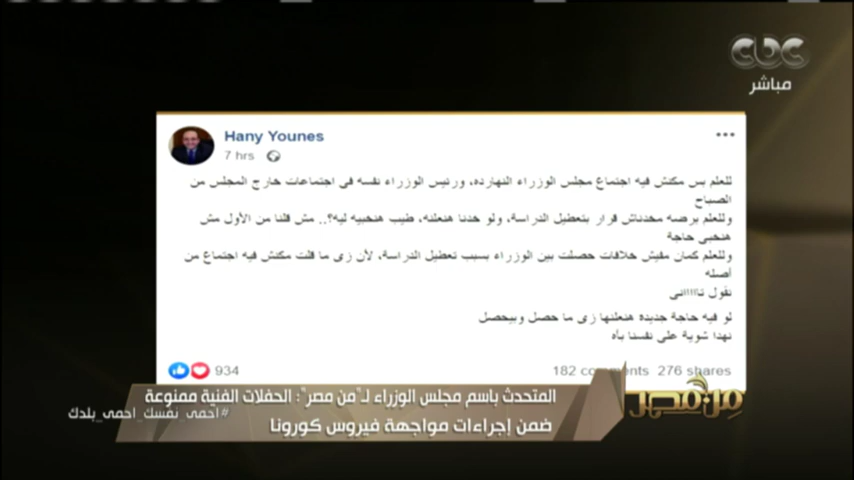 cbc
مباشر
Hany Younes
7 hrs
للعلم بس مكنش فيه اجتماع مجلس الوزراء النهارده، ورئيس الوزراء نفسه فى اجتماعات خارج المجلس من
الصباح
وللعلم برضه مخدناش قرار بتعطيل الدراسة، ولو خدنا هنعلنه، طيب هنخبيه ليه؟.. مش قلنا من الأول مش
هنخبى حاجة
وللعلم كمان مفيش خلافات حصلت بين الوزراء بسبب تعطيل الدراسة، لأن زى ما قلت مكنش فيه اجتماع من
أصله
نقول تااااانى
لو فيه حاجة جديده هنعلنها زى ما حصل وبيحصل
نهدا شوية على نفسنا بأه
934
182 comments 276 shares
المتحدث باسم مجلس الوزراء لـ"من مصر": الحفلات الفنية ممنوعة
ضمن إجراءات مواجهة فيروس كورونا
#احمى_نفسك_احمى_بلدك
من مصر